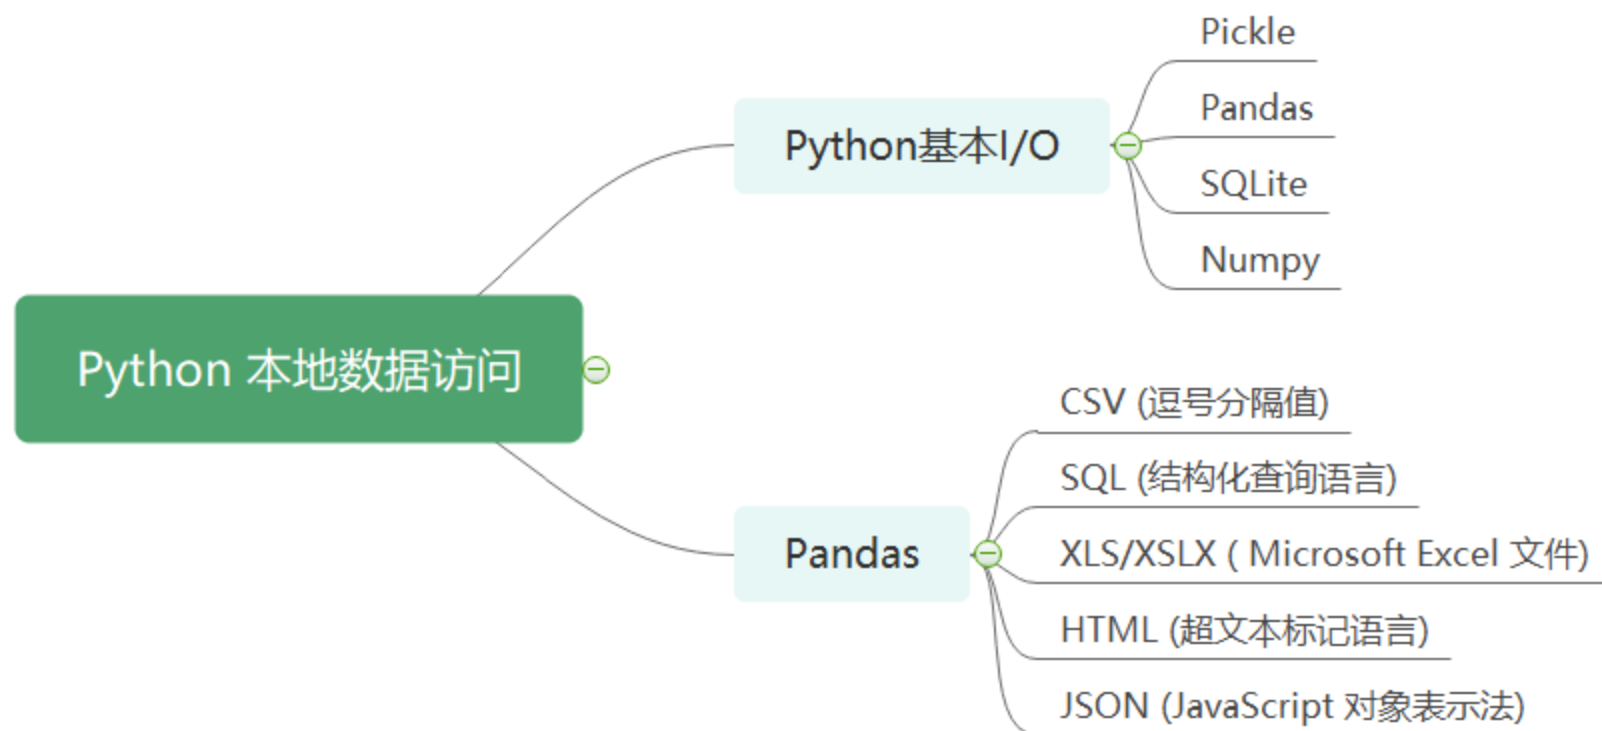 Python 本地数据访问
Python基本I/O
Pickle
Pandas
SQLite
Numpy
Pandas
CSV (逗号分隔值)
SQL (结构化查询语言)
XLS/XSLX ( Microsoft Excel 文件)
HTML (超文本标记语言)
JSON (JavaScript 对象表示法)